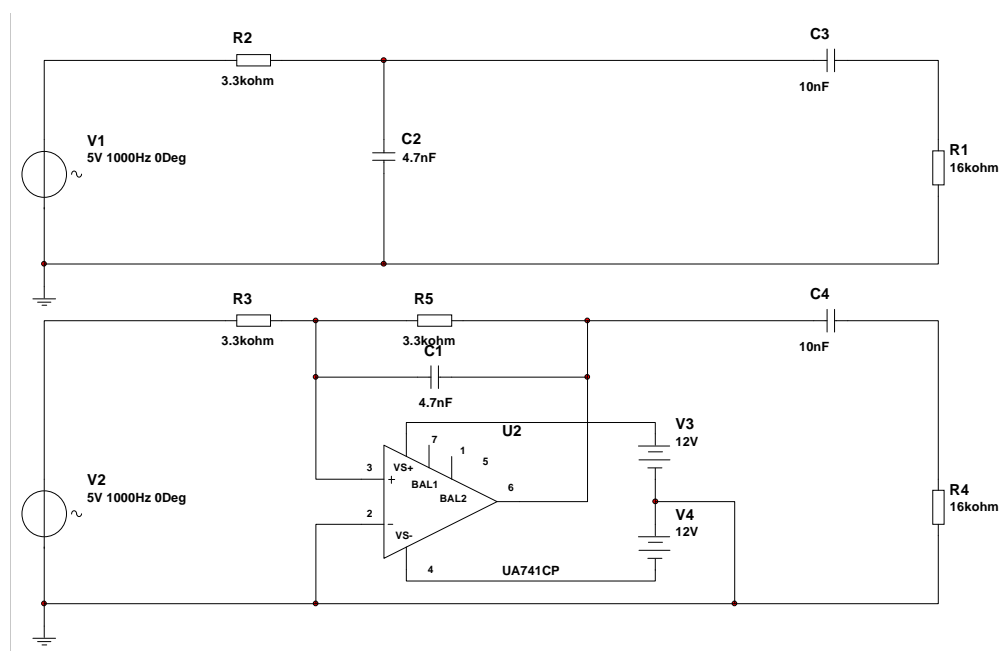 R2
3.3kohm
C3
10nF
V1
5V 1000Hz 0Deg
C2
4.7nF
R1
16kohm
R3
3.3kohm
R5
3.3kohm
C4
10nF
C1
4.7nF
U2
V3
12V
7
1
5
3
VS+
+
BAL1
BAL2
6
V2
5V 1000Hz 0Deg
R4
16kohm
2
-
VS-
V4
12V
4
UA741CP